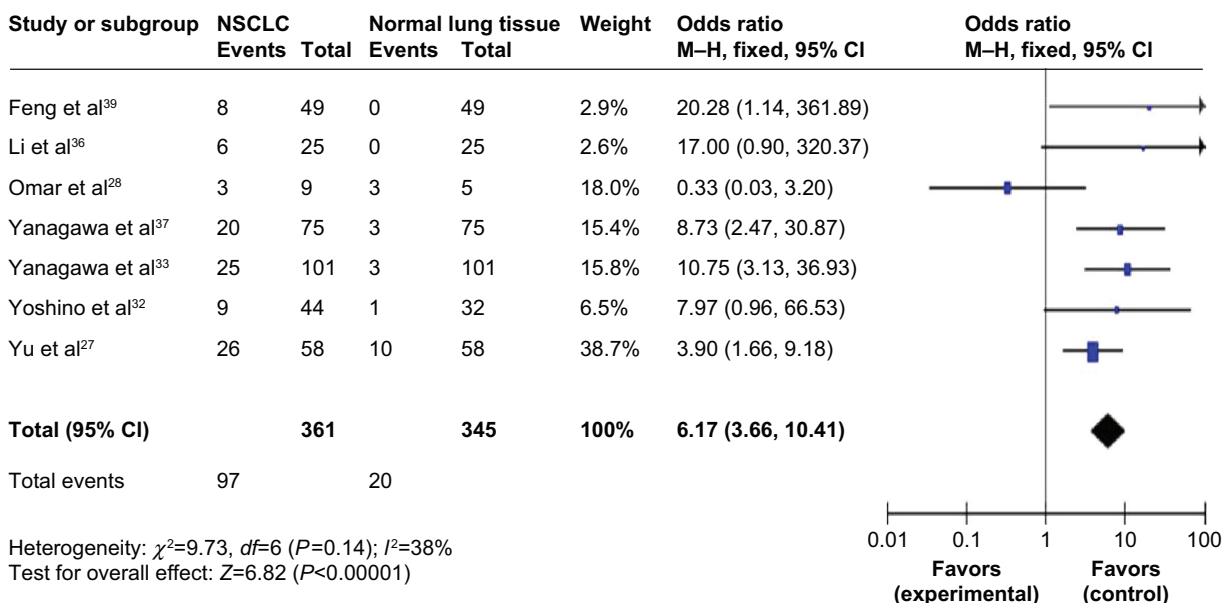 Study or subgroup NSCLC Normal lung tissue Weight Odds ratio Odds ratio
Events Total Events Total M–H, fixed, 95% CI M–H, fixed, 95% CI
Feng et al³⁹ 8 49 0 49 2.9% 20.28 (1.14, 361.89)
Li et al³⁶ 6 25 0 25 2.6% 17.00 (0.90, 320.37)
Omar et al²⁸ 3 9 3 5 18.0% 0.33 (0.03, 3.20)
Yanagawa et al³⁷ 20 75 3 75 15.4% 8.73 (2.47, 30.87)
Yanagawa et al³³ 25 101 3 101 15.8% 10.75 (3.13, 36.93)
Yoshino et al³² 9 44 1 32 6.5% 7.97 (0.96, 66.53)
Yu et al²⁷ 26 58 10 58 38.7% 3.90 (1.66, 9.18)
Total (95% CI) 361 345 100% 6.17 (3.66, 10.41)
Total events 97 20
Heterogeneity: χ²=9.73, df=6 (P=0.14); I²=38%
Test for overall effect: Z=6.82 (P<0.00001)
0.01 0.1 1 10 100
Favors Favors
(experimental) (control)